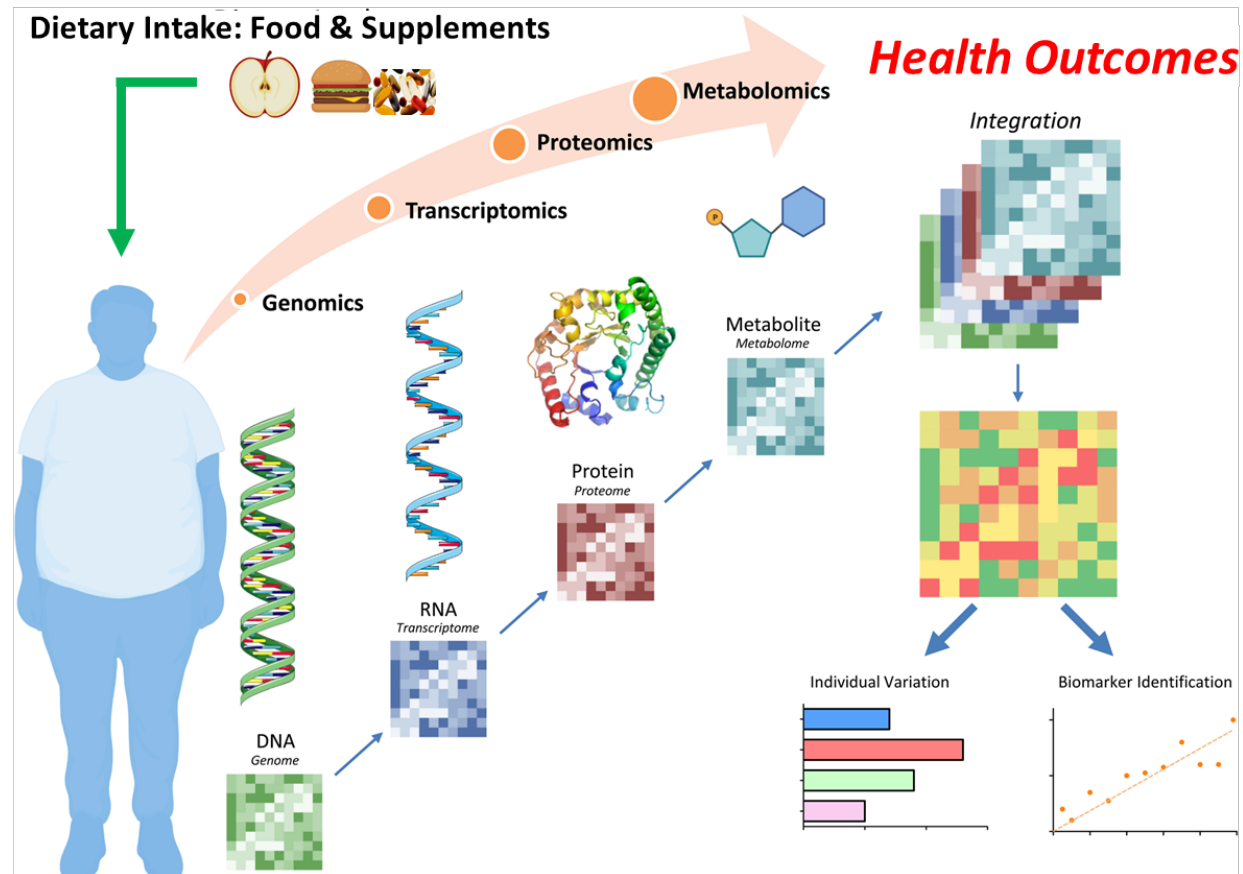 Dietary Intake: Food & Supplements
Health Outcomes
Metabolomics
Proteomics
Transcriptomics
Genomics
Integration
P
Metabolite
Metabolome
Protein
Proteome
RNA
Transcriptome
DNA
Genome
Individual Variation
Biomarker Identification